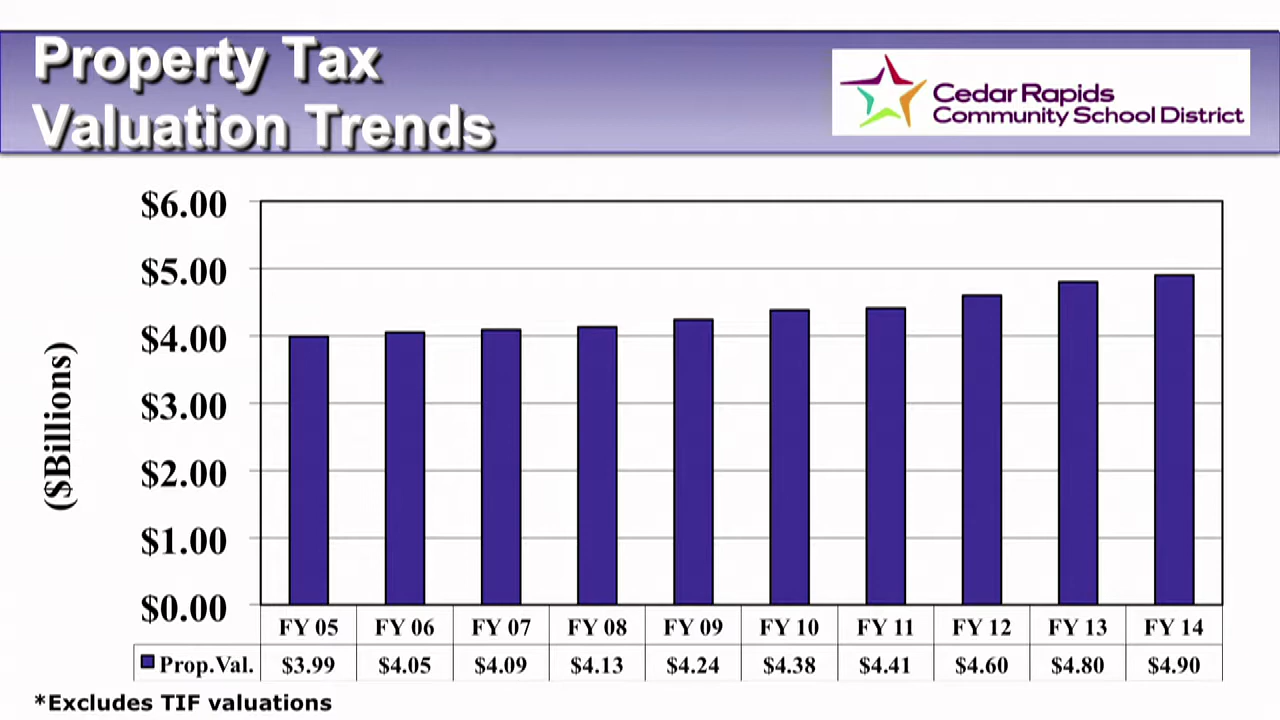 Property Tax
Valuation Trends
Cedar Rapids
Community School District
$6.00
$5.00
$4.00
$3.00
$2.00
$1.00
$0.00
($Billions)
FY 05 FY 06 FY 07 FY 08 FY 09 FY 10 FY 11 FY 12 FY 13 FY 14
Prop.Val. $3.99 $4.05 $4.09 $4.13 $4.24 $4.38 $4.41 $4.60 $4.80 $4.90
*Excludes TIF valuations